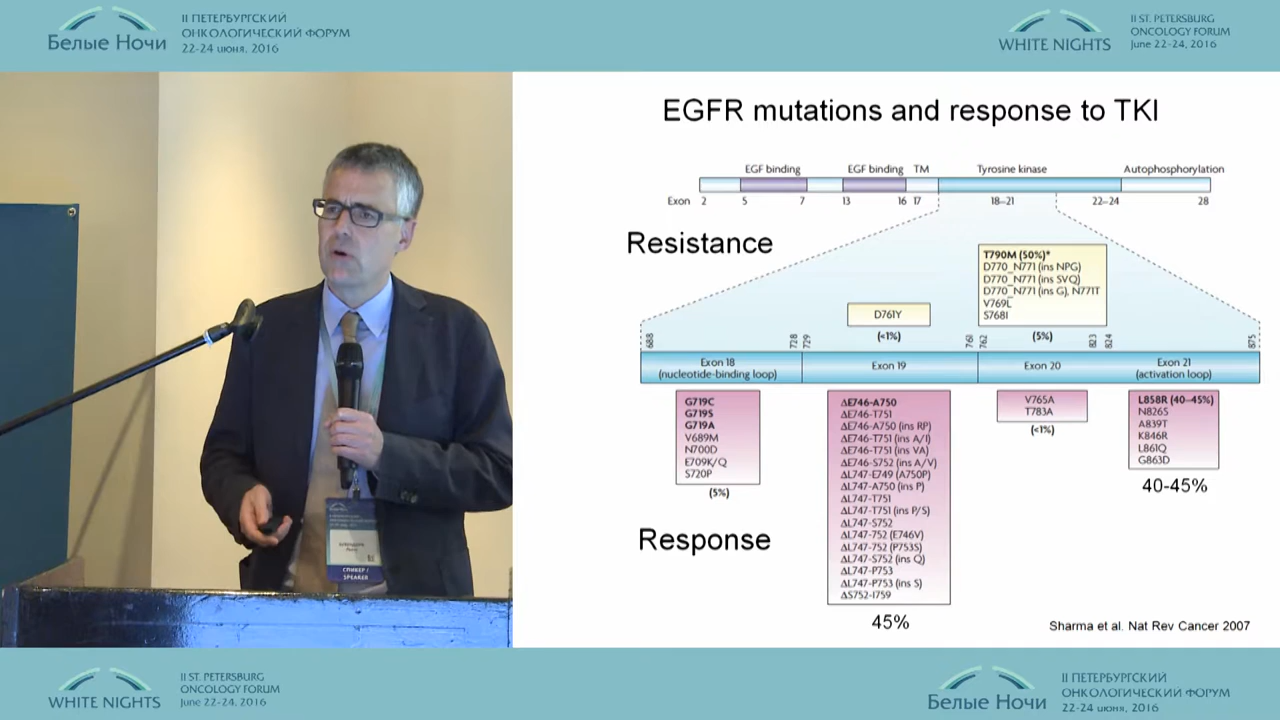 II ПЕТЕРБУРГСКИЙ
ОНКОЛОГИЧЕСКИЙ ФОРУМ
Белые Ночи
22-24 июня, 2016
II ST. PETERSBURG
ONCOLOGY FORUM
WHITE NIGHTS
June 22-24, 2016
EGFR mutations and response to TKI
EGF binding EGF binding TM Tyrosine kinase Autophosphorylation
Exon 2 5 7 13 16 17 18–21 22–24 28
Resistance
T790M (50%)*
D770_N771 (ins NPG)
D770_N771 (ins SVQ)
D770_N771 (ins G), N771T
V769L
S768I
(5%)
D761Y
(<1%)
688 728 729 761 762 823 824 875
Exon 18
(nucleotide-binding loop)
Exon 19
Exon 20
Exon 21
(activation loop)
G719C
G719S
G719A
V689M
N700D
E709K/Q
S720P
(5%)
ΔE746-A750
ΔE746-T751
ΔE746-A750 (ins RP)
ΔE746-T751 (ins A/I)
ΔE746-T751 (ins VA)
ΔE746-S752 (ins A/V)
ΔL747-E749 (A750P)
ΔL747-A750 (ins P)
ΔL747-T751
ΔL747-T751 (ins P/S)
ΔL747-S752
ΔL747-752 (E746V)
ΔL747-752 (P753S)
ΔL747-S752 (ins Q)
ΔL747-P753
ΔL747-P753 (ins S)
ΔS752-I759
45%
V765A
T783A
(<1%)
L858R (40–45%)
N826S
A839T
K846R
L861Q
G863D
40-45%
Response
Sharma et al. Nat Rev Cancer 2007
СПИКЕР /
SPEAKER
WHITE NIGHTS
II ST. PETERSBURG
ONCOLOGY FORUM
June 22-24, 2016
Белые Ночи
II ПЕТЕРБУРГСКИЙ
ОНКОЛОГИЧЕСКИЙ ФОРУМ
22-24 июня, 2016